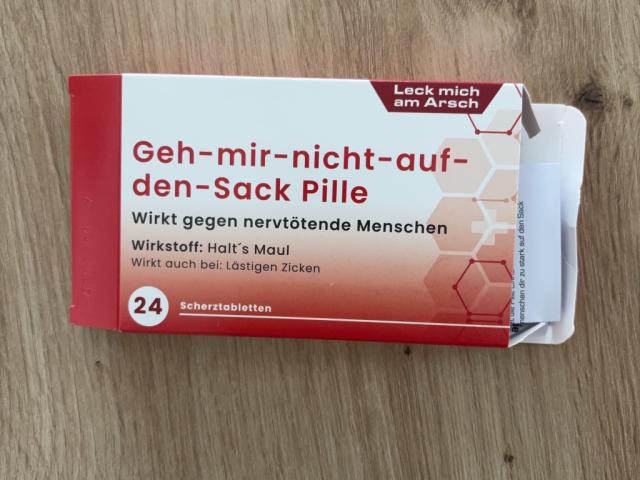 Leck mich
am Arsch
Geh-mir-nicht-auf-
den-Sack Pille
Wirkt gegen nervtötende Menschen
Wirkstoff: Halt´s Maul
Wirkt auch bei: Lästigen Zicken
24 Scherztabletten
menschen dir zu stark auf den Sack